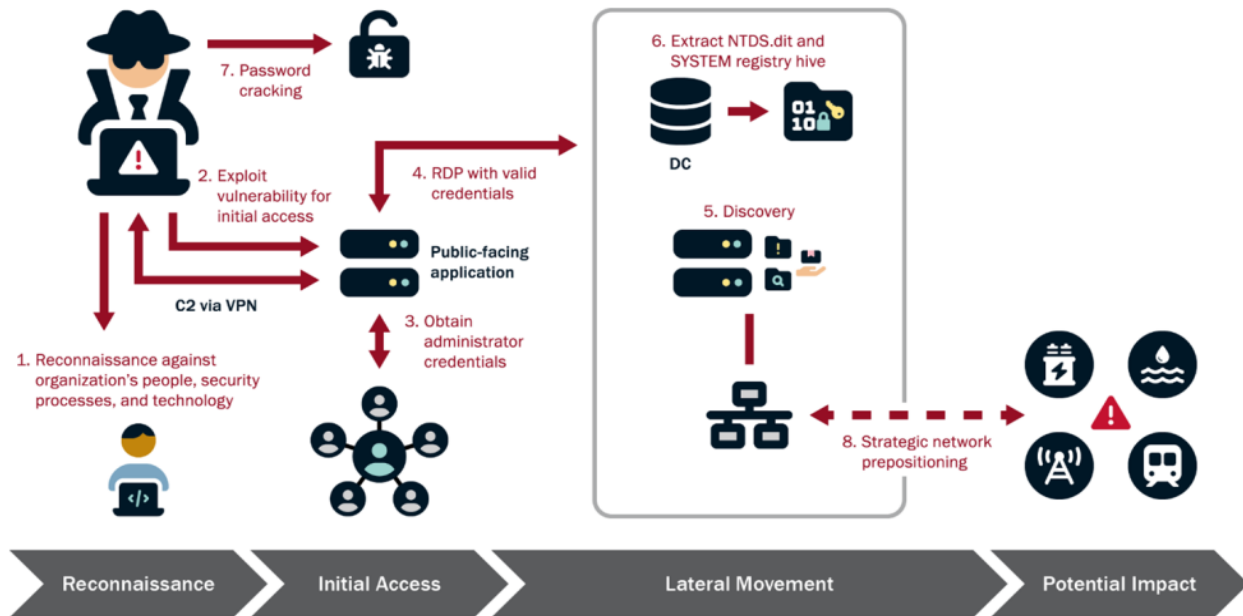 7. Password
cracking
2. Exploit
vulnerability for
initial access
C2 via VPN
1. Reconnaissance against
organization's people, security
processes, and technology
</>
4. RDP with valid
credentials
Public-facing
application
3. Obtain
administrator
credentials
6. Extract NTDS.dit and
SYSTEM registry hive
DC
01
10
5. Discovery
8. Strategic network
prepositioning
Reconnaissance
Initial Access
Lateral Movement
Potential Impact